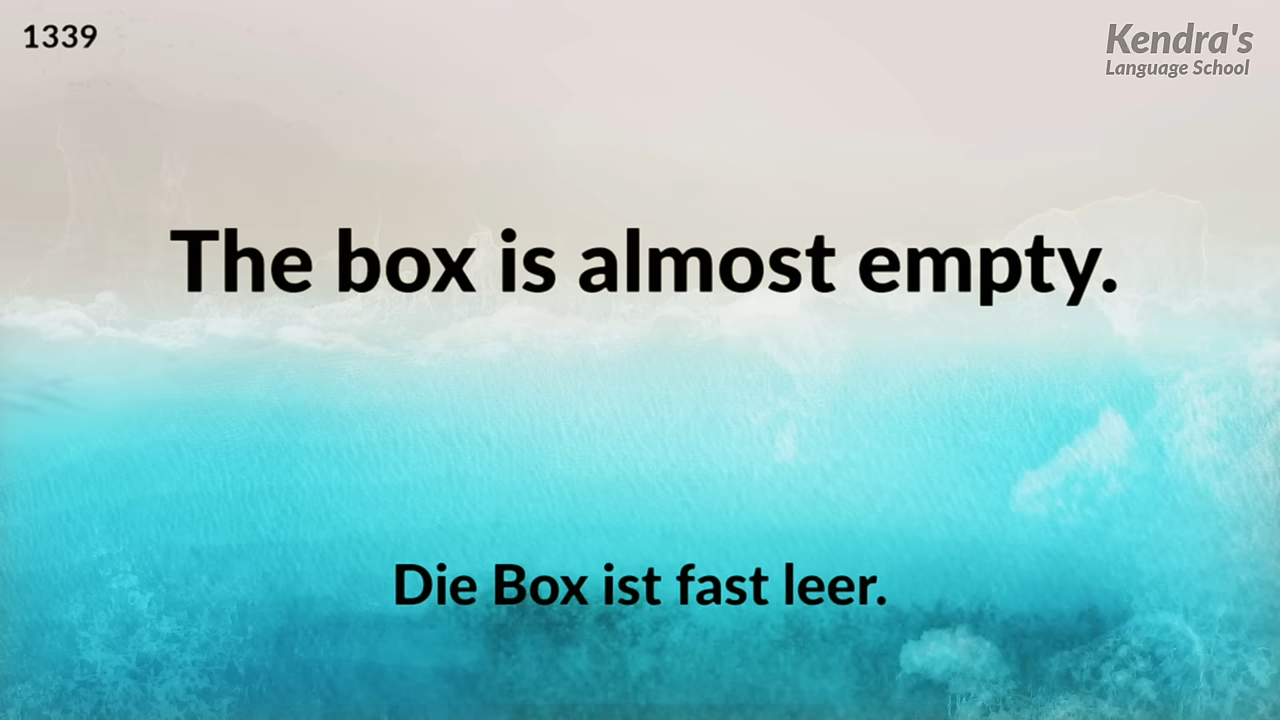 1339
Kendra's
Language School
The box is almost empty.
Die Box ist fast leer.